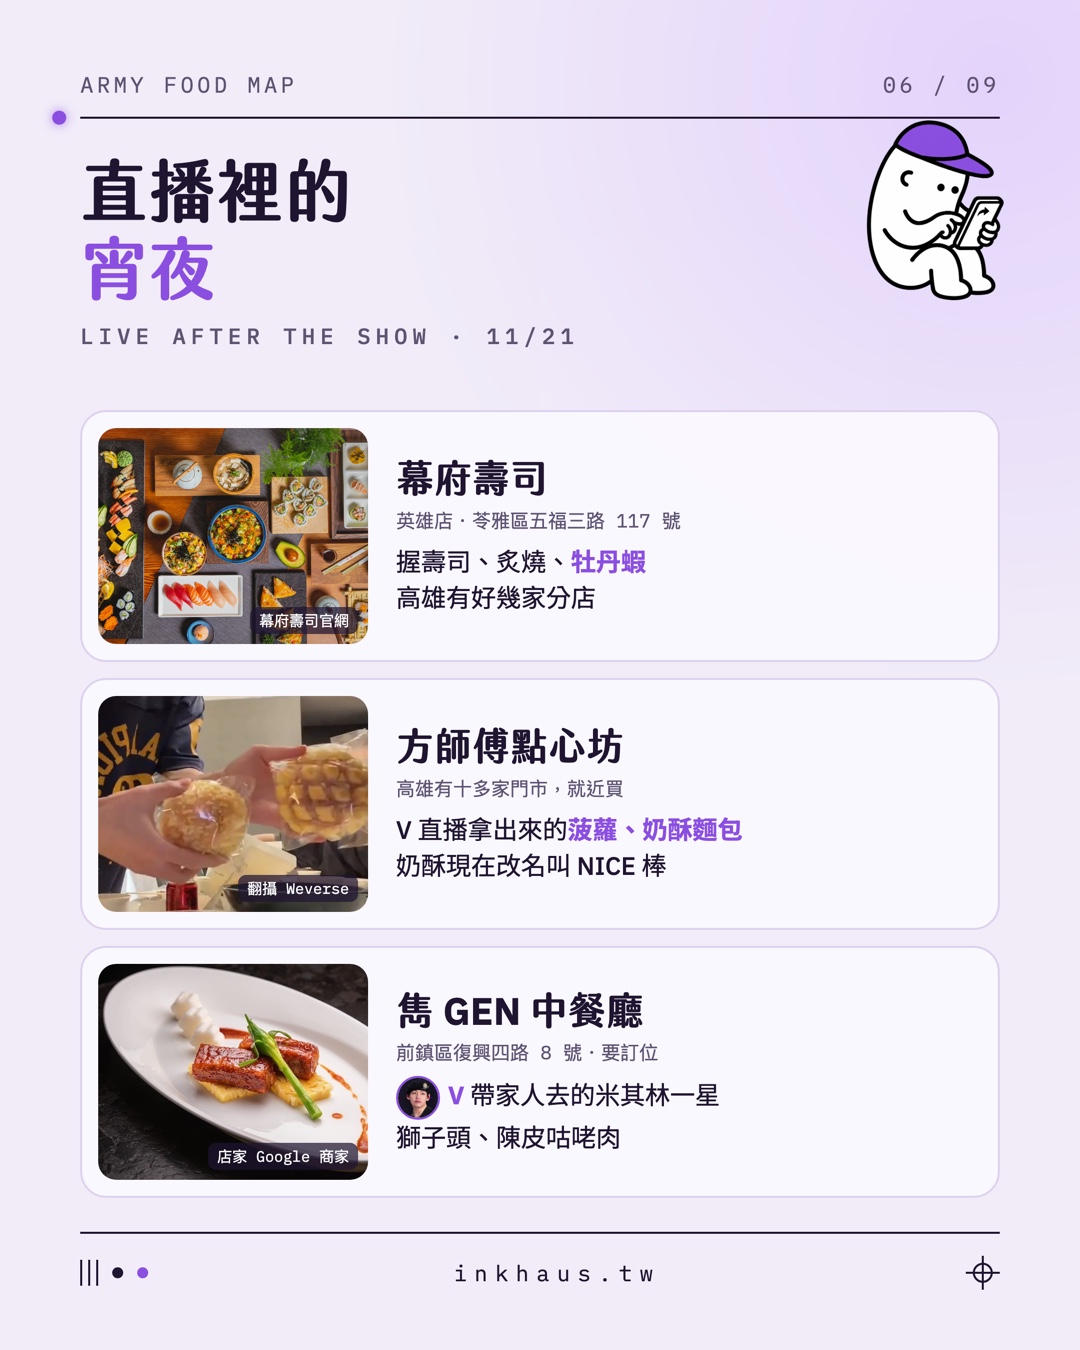 ARMY FOOD MAP
06 / 09
直播裡的
宵夜
LIVE AFTER THE SHOW · 11/21
幕府壽司
英雄店 · 苓雅區五福三路 117 號
握壽司、炙燒、牡丹蝦
高雄有好幾家分店
幕府壽司官網
方師傅點心坊
高雄有十多家門市，就近買
V 直播拿出來的菠蘿、奶酥麵包
奶酥現在改名叫 NICE 棒
翻攝 Weverse
雋 GEN 中餐廳
前鎮區復興四路 8 號 · 要訂位
V 帶家人去的米其林一星
獅子頭、陳皮咕咾肉
店家 Google 商家
inkhaus.tw